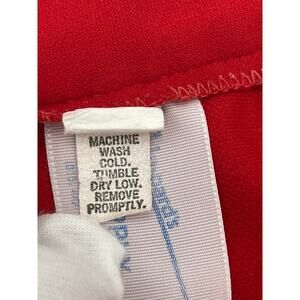 MACHINE
WASH
COLD.
TUMBLE
DRY LOW.
REMOVE
PROMPTLY.